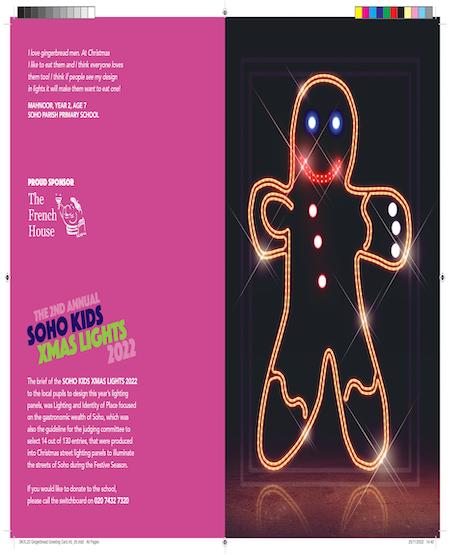 I love gingerbread men. At Christmas
I like to eat them and I think everyone loves
them too! I think if people see my design
in lights it will make them want to eat one!
MAHNOOR, YEAR 2, AGE 7
SOHO PARISH PRIMARY SCHOOL
PROUD SPONSOR
The
French
House
THE 2ND ANNUAL
SOHO KIDS
XMAS LIGHTS
2022
The brief of the SOHO KIDS XMAS LIGHTS 2022
to the local pupils to design this year's lighting
panels, was Lighting and Identity of Place focused
on the gastronomic wealth of Soho, which was
also the guideline for the judging committee to
select 14 out of 130 entries, that were produced
into Christmas street lighting panels to illuminate
the streets of Soho during the Festive Season.
If you would like to donate to the school,
please call the switchboard on 020 7432 7320